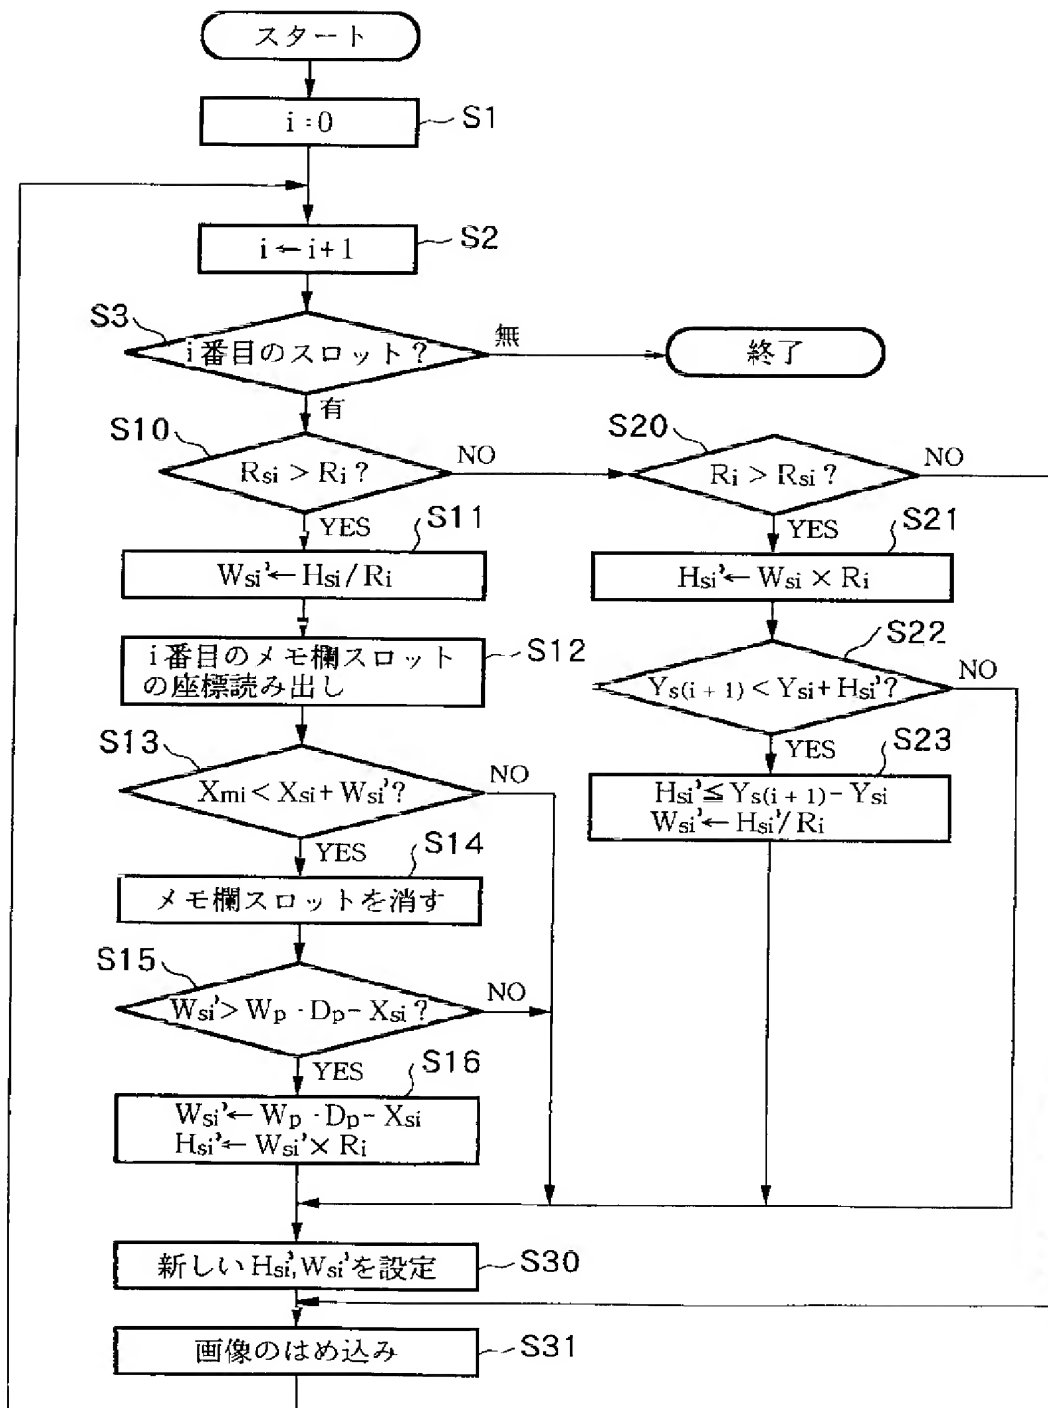 スタート
i=0
S1
i←i+1
S2
S3
i番目のスロット?
無
終了
有
S10
Rsi>Ri?
NO
S20
Ri>Rsi?
NO
YES
S11
Wsi'←Hsi/Ri
YES
S21
Hsi'←Wsi×Ri
i番目のメモ欄スロット
の座標読み出し
S12
S22
Ys(i+1)<Ysi+Hsi'?
NO
S13
Xmi<Xsi+Wsi'?
NO
YES
S23
Hsi'≦Ys(i+1)-Ysi
Wsi'←Hsi'/Ri
YES
S14
メモ欄スロットを消す
S15
Wsi'>Wp-Dp-Xsi?
NO
YES
S16
Wsi'←Wp-Dp-Xsi
Hsi'←Wsi'×Ri
新しいHsi',Wsi'を設定
S30
画像のはめ込み
S31